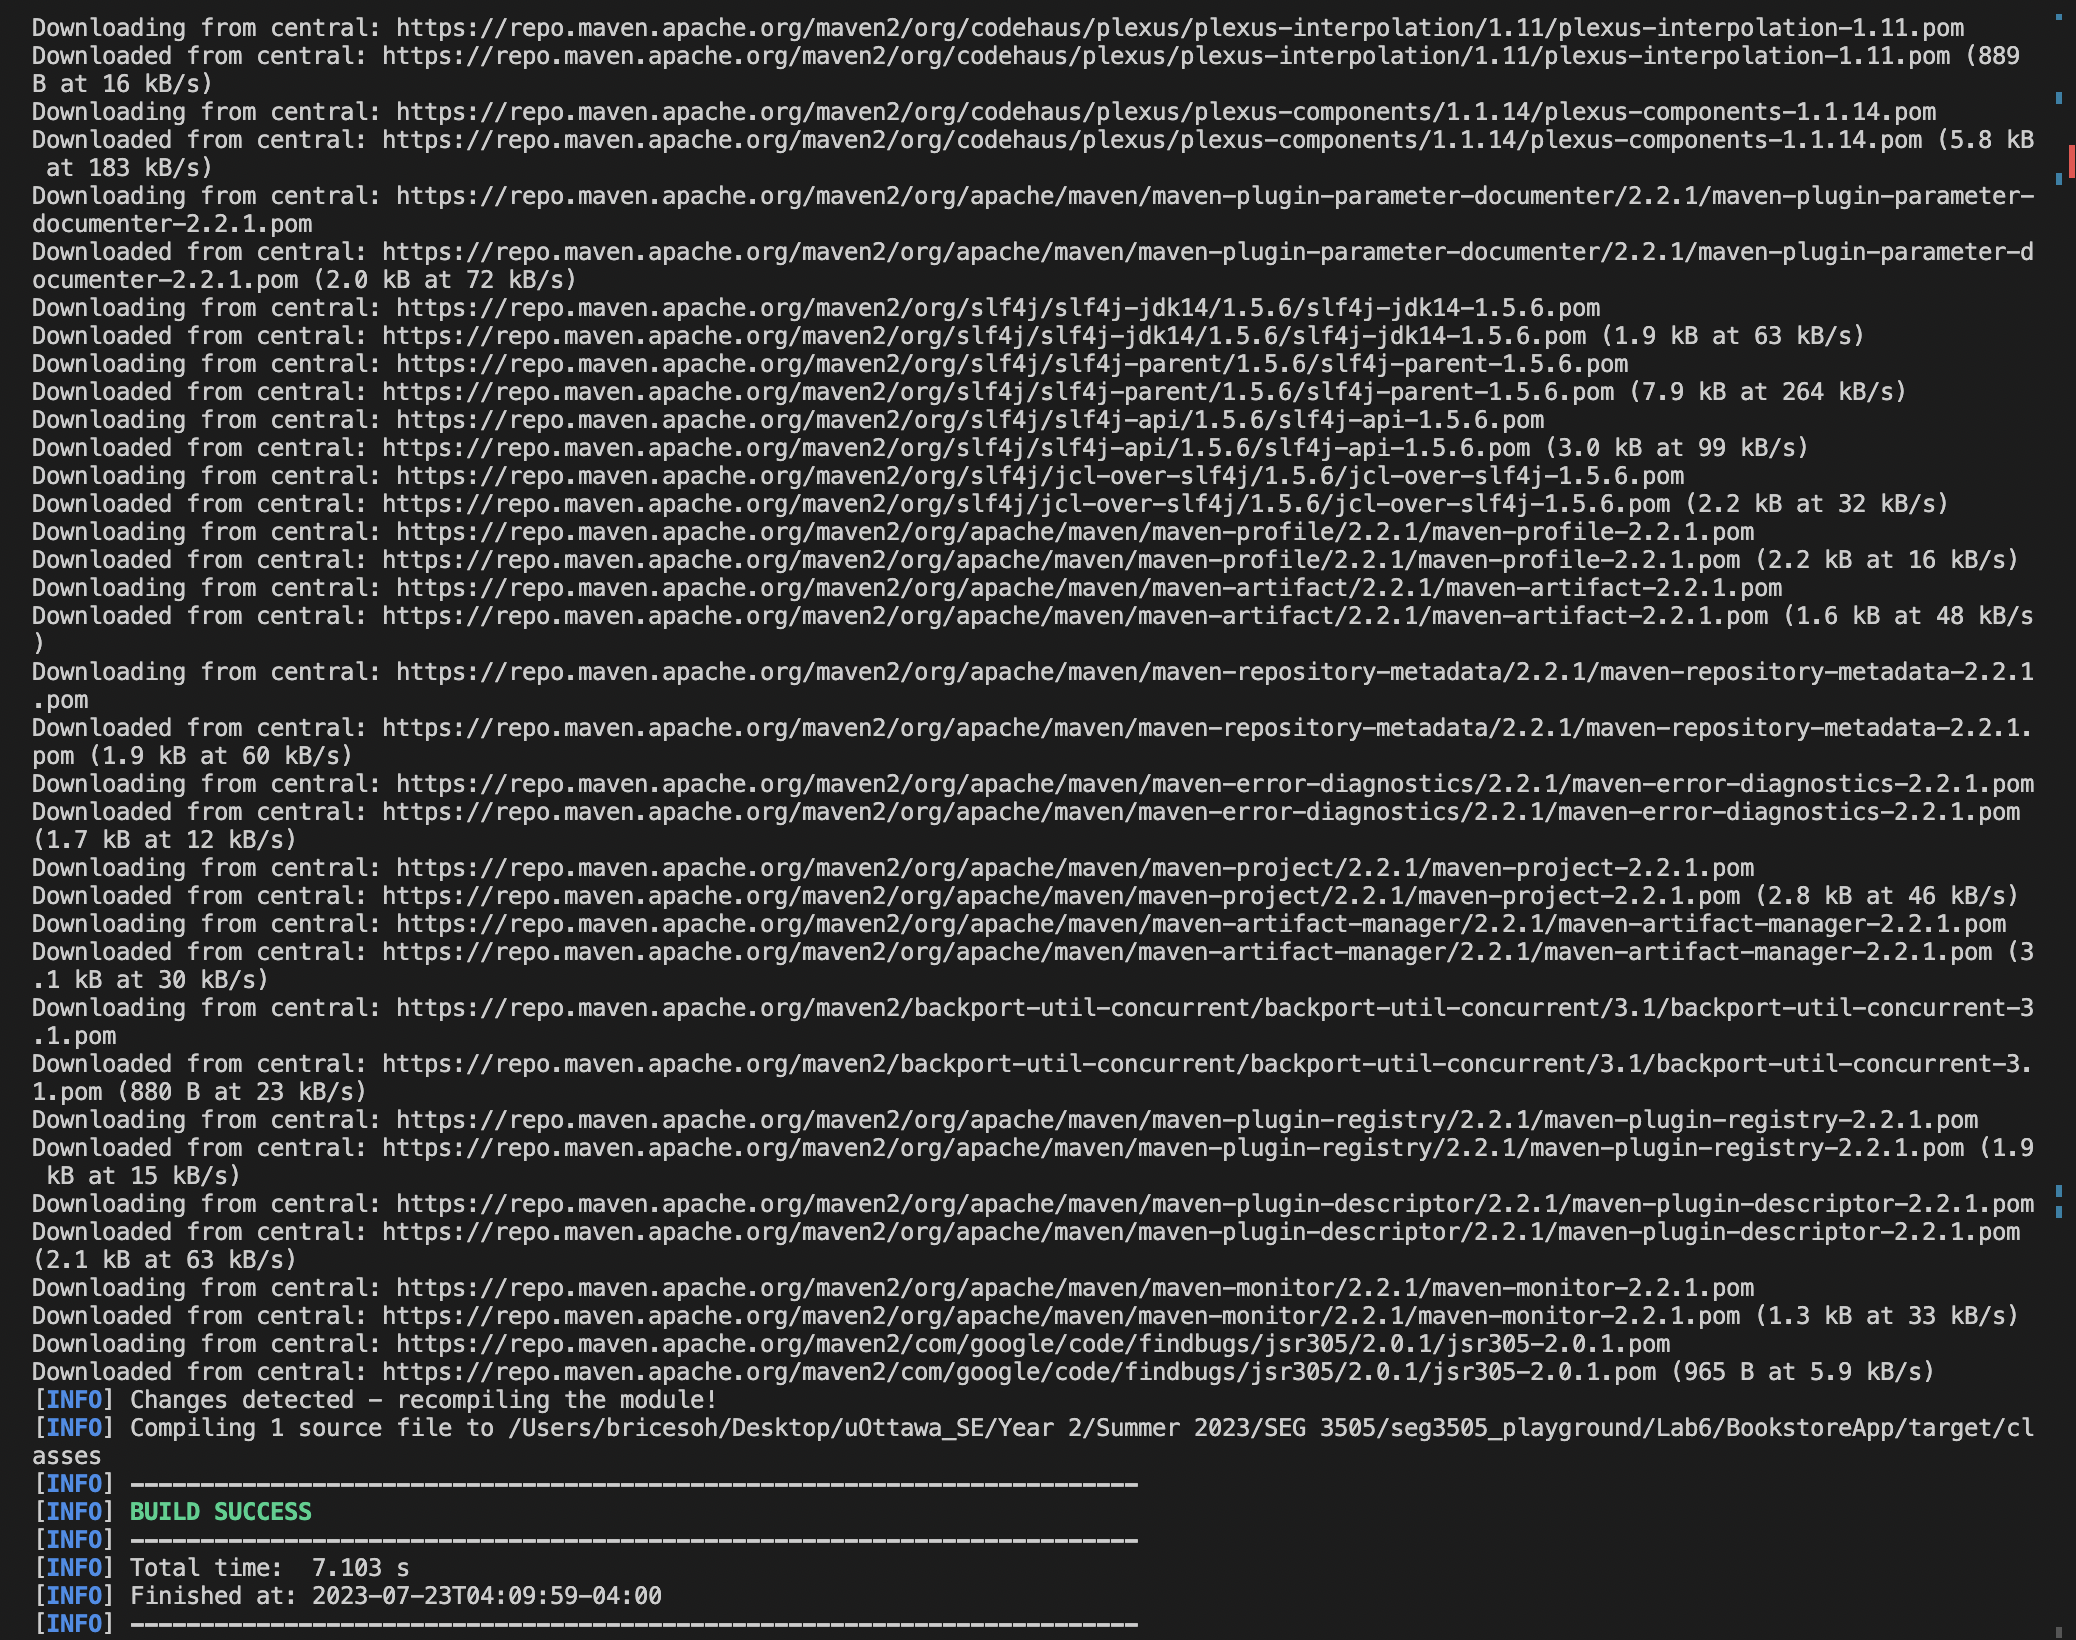 Downloading from central: https://repo.maven.apache.org/maven2/org/codehaus/plexus/plexus-interpolation/1.11/plexus-interpolation-1.11.pom
Downloaded from central: https://repo.maven.apache.org/maven2/org/codehaus/plexus/plexus-interpolation/1.11/plexus-interpolation-1.11.pom (889
B at 16 kB/s)
Downloading from central: https://repo.maven.apache.org/maven2/org/codehaus/plexus/plexus-components/1.1.14/plexus-components-1.1.14.pom
Downloaded from central: https://repo.maven.apache.org/maven2/org/codehaus/plexus/plexus-components/1.1.14/plexus-components-1.1.14.pom (5.8 kB
 at 183 kB/s)
Downloading from central: https://repo.maven.apache.org/maven2/org/apache/maven/maven-plugin-parameter-documenter/2.2.1/maven-plugin-parameter-
documenter-2.2.1.pom
Downloaded from central: https://repo.maven.apache.org/maven2/org/apache/maven/maven-plugin-parameter-documenter/2.2.1/maven-plugin-parameter-d
ocumenter-2.2.1.pom (2.0 kB at 72 kB/s)
Downloading from central: https://repo.maven.apache.org/maven2/org/slf4j/slf4j-jdk14/1.5.6/slf4j-jdk14-1.5.6.pom
Downloaded from central: https://repo.maven.apache.org/maven2/org/slf4j/slf4j-jdk14/1.5.6/slf4j-jdk14-1.5.6.pom (1.9 kB at 63 kB/s)
Downloading from central: https://repo.maven.apache.org/maven2/org/slf4j/slf4j-parent/1.5.6/slf4j-parent-1.5.6.pom
Downloaded from central: https://repo.maven.apache.org/maven2/org/slf4j/slf4j-parent/1.5.6/slf4j-parent-1.5.6.pom (7.9 kB at 264 kB/s)
Downloading from central: https://repo.maven.apache.org/maven2/org/slf4j/slf4j-api/1.5.6/slf4j-api-1.5.6.pom
Downloaded from central: https://repo.maven.apache.org/maven2/org/slf4j/slf4j-api/1.5.6/slf4j-api-1.5.6.pom (3.0 kB at 99 kB/s)
Downloading from central: https://repo.maven.apache.org/maven2/org/slf4j/jcl-over-slf4j/1.5.6/jcl-over-slf4j-1.5.6.pom
Downloaded from central: https://repo.maven.apache.org/maven2/org/slf4j/jcl-over-slf4j/1.5.6/jcl-over-slf4j-1.5.6.pom (2.2 kB at 32 kB/s)
Downloading from central: https://repo.maven.apache.org/maven2/org/apache/maven/maven-profile/2.2.1/maven-profile-2.2.1.pom
Downloaded from central: https://repo.maven.apache.org/maven2/org/apache/maven/maven-profile/2.2.1/maven-profile-2.2.1.pom (2.2 kB at 16 kB/s)
Downloading from central: https://repo.maven.apache.org/maven2/org/apache/maven/maven-artifact/2.2.1/maven-artifact-2.2.1.pom
Downloaded from central: https://repo.maven.apache.org/maven2/org/apache/maven/maven-artifact/2.2.1/maven-artifact-2.2.1.pom (1.6 kB at 48 kB/s
)
Downloading from central: https://repo.maven.apache.org/maven2/org/apache/maven/maven-repository-metadata/2.2.1/maven-repository-metadata-2.2.1
.pom
Downloaded from central: https://repo.maven.apache.org/maven2/org/apache/maven/maven-repository-metadata/2.2.1/maven-repository-metadata-2.2.1.
pom (1.9 kB at 60 kB/s)
Downloading from central: https://repo.maven.apache.org/maven2/org/apache/maven/maven-error-diagnostics/2.2.1/maven-error-diagnostics-2.2.1.pom
Downloaded from central: https://repo.maven.apache.org/maven2/org/apache/maven/maven-error-diagnostics/2.2.1/maven-error-diagnostics-2.2.1.pom
(1.7 kB at 12 kB/s)
Downloading from central: https://repo.maven.apache.org/maven2/org/apache/maven/maven-project/2.2.1/maven-project-2.2.1.pom
Downloaded from central: https://repo.maven.apache.org/maven2/org/apache/maven/maven-project/2.2.1/maven-project-2.2.1.pom (2.8 kB at 46 kB/s)
Downloading from central: https://repo.maven.apache.org/maven2/org/apache/maven/maven-artifact-manager/2.2.1/maven-artifact-manager-2.2.1.pom
Downloaded from central: https://repo.maven.apache.org/maven2/org/apache/maven/maven-artifact-manager/2.2.1/maven-artifact-manager-2.2.1.pom (3
.1 kB at 30 kB/s)
Downloading from central: https://repo.maven.apache.org/maven2/backport-util-concurrent/backport-util-concurrent/3.1/backport-util-concurrent-3
.1.pom
Downloaded from central: https://repo.maven.apache.org/maven2/backport-util-concurrent/backport-util-concurrent/3.1/backport-util-concurrent-3.
1.pom (880 B at 23 kB/s)
Downloading from central: https://repo.maven.apache.org/maven2/org/apache/maven/maven-plugin-registry/2.2.1/maven-plugin-registry-2.2.1.pom
Downloaded from central: https://repo.maven.apache.org/maven2/org/apache/maven/maven-plugin-registry/2.2.1/maven-plugin-registry-2.2.1.pom (1.9
 kB at 15 kB/s)
Downloading from central: https://repo.maven.apache.org/maven2/org/apache/maven/maven-plugin-descriptor/2.2.1/maven-plugin-descriptor-2.2.1.pom
Downloaded from central: https://repo.maven.apache.org/maven2/org/apache/maven/maven-plugin-descriptor/2.2.1/maven-plugin-descriptor-2.2.1.pom
(2.1 kB at 63 kB/s)
Downloading from central: https://repo.maven.apache.org/maven2/org/apache/maven/maven-monitor/2.2.1/maven-monitor-2.2.1.pom
Downloaded from central: https://repo.maven.apache.org/maven2/org/apache/maven/maven-monitor/2.2.1/maven-monitor-2.2.1.pom (1.3 kB at 33 kB/s)
Downloading from central: https://repo.maven.apache.org/maven2/com/google/code/findbugs/jsr305/2.0.1/jsr305-2.0.1.pom
Downloaded from central: https://repo.maven.apache.org/maven2/com/google/code/findbugs/jsr305/2.0.1/jsr305-2.0.1.pom (965 B at 5.9 kB/s)
[INFO] Changes detected - recompiling the module!
[INFO] Compiling 1 source file to /Users/bricesoh/Desktop/uOttawa_SE/Year 2/Summer 2023/SEG 3505/seg3505_playground/Lab6/BookstoreApp/target/cl
asses
[INFO] ------------------------------------------------------------------------
[INFO] BUILD SUCCESS
[INFO] ------------------------------------------------------------------------
[INFO] Total time:  7.103 s
[INFO] Finished at: 2023-07-23T04:09:59-04:00
[INFO] ------------------------------------------------------------------------